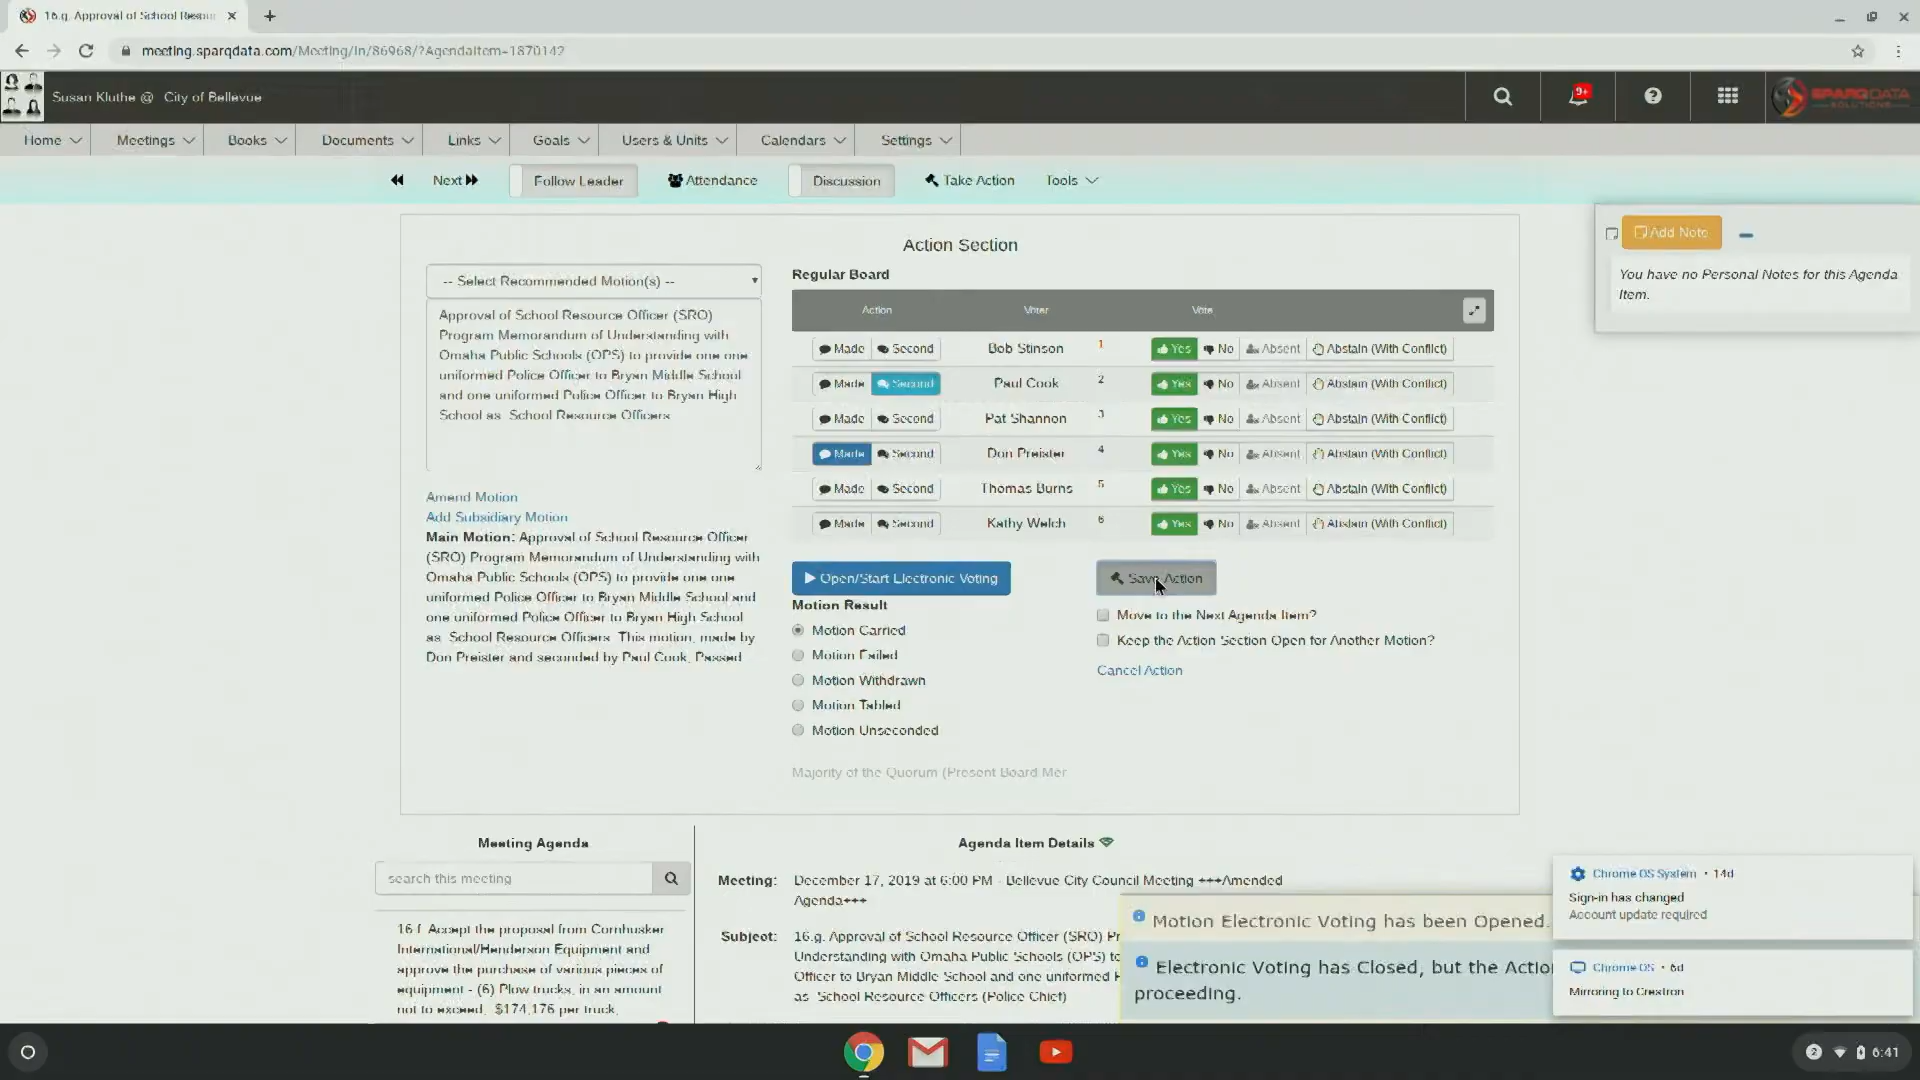 16.g. Approval of School Resour
meeting.sparqdata.com/Meeting/In/86968/?AgendaItem=1870142
Susan Kluthe @ City of Bellevue
9+
SPARQDATA
SOLUTIONS
Home
Meetings
Books
Documents
Links
Goals
Users & Units
Calendars
Settings
Next
Follow Leader
Attendance
Discussion
Take Action
Tools
Action Section
Add Note
You have no Personal Notes for this Agenda
Item.
-- Select Recommended Motion(s) --
Approval of School Resource Officer (SRO)
Program Memorandum of Understanding with
Omaha Public Schools (OPS) to provide one one
uniformed Police Officer to Bryan Middle School
and one uniformed Police Officer to Bryan High
School as School Resource Officers
Amend Motion
Add Subsidiary Motion
Main Motion: Approval of School Resource Officer
(SRO) Program Memorandum of Understanding with
Omaha Public Schools (OPS) to provide one one
uniformed Police Officer to Bryan Middle School and
one uniformed Police Officer to Bryan High School
as School Resource Officers This motion, made by
Don Preister and seconded by Paul Cook, Passed
Regular Board
Action Voter Vote
Made Second Bob Stinson 1 Yes No Absent Abstain (With Conflict)
Made Second Paul Cook 2 Yes No Absent Abstain (With Conflict)
Made Second Pat Shannon 3 Yes No Absent Abstain (With Conflict)
Made Second Don Preister 4 Yes No Absent Abstain (With Conflict)
Made Second Thomas Burns 5 Yes No Absent Abstain (With Conflict)
Made Second Kathy Welch 6 Yes No Absent Abstain (With Conflict)
Open/Start Electronic Voting
Save Action
Motion Result
Motion Carried
Motion Failed
Motion Withdrawn
Motion Tabled
Motion Unseconded
Move to the Next Agenda Item?
Keep the Action Section Open for Another Motion?
Cancel Action
Majority of the Quorum (Present Board Mer
Meeting Agenda
search this meeting
16.f. Accept the proposal from Cornhusker
International/Henderson Equipment and
approve the purchase of various pieces of
equipment - (6) Plow trucks, in an amount
not to exceed, $174,176 per truck,
Agenda Item Details
Meeting: December 17, 2019 at 6:00 PM - Bellevue City Council Meeting +++Amended
Agenda+++
Subject: 16.g. Approval of School Resource Officer (SRO) Pr
Understanding with Omaha Public Schools (OPS) to
Officer to Bryan Middle School and one uniformed P
as School Resource Officers (Police Chief)
Motion Electronic Voting has been Opened.
Electronic Voting has Closed, but the Actio
proceeding.
Chrome OS System • 14d
Sign-in has changed
Account update required
Chrome OS • 6d
Mirroring to Crestron
2
6:41